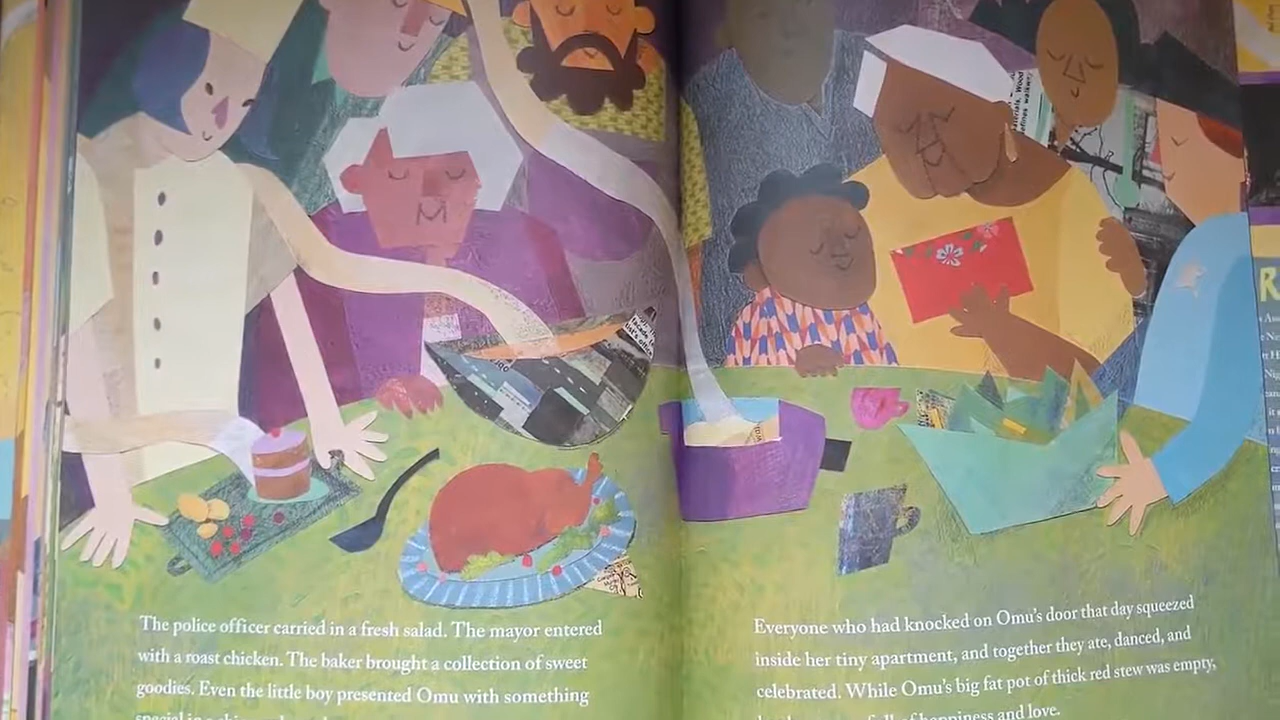 The police officer carried in a fresh salad. The mayor entered
with a roast chicken. The baker brought a collection of sweet
goodies. Even the little boy presented Omu with something
Everyone who had knocked on Omu's door that day squeezed
inside her tiny apartment, and together they ate, danced, and
celebrated. While Omu's big fat pot of thick red stew was empty,
happiness and love.